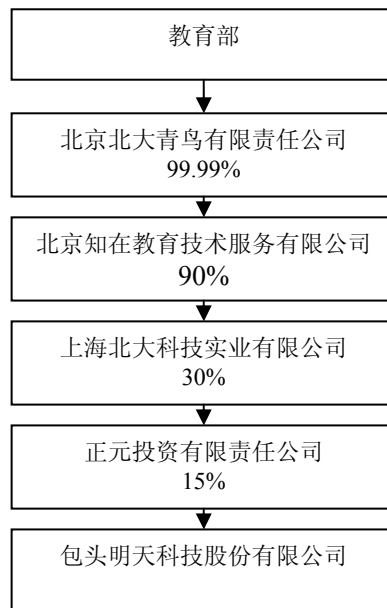 教育部
北京北大青鸟有限责任公司
99.99%
北京知在教育技术服务有限公司
90%
上海北大科技实业有限公司
30%
正元投资有限责任公司
15%
包头明天科技股份有限公司